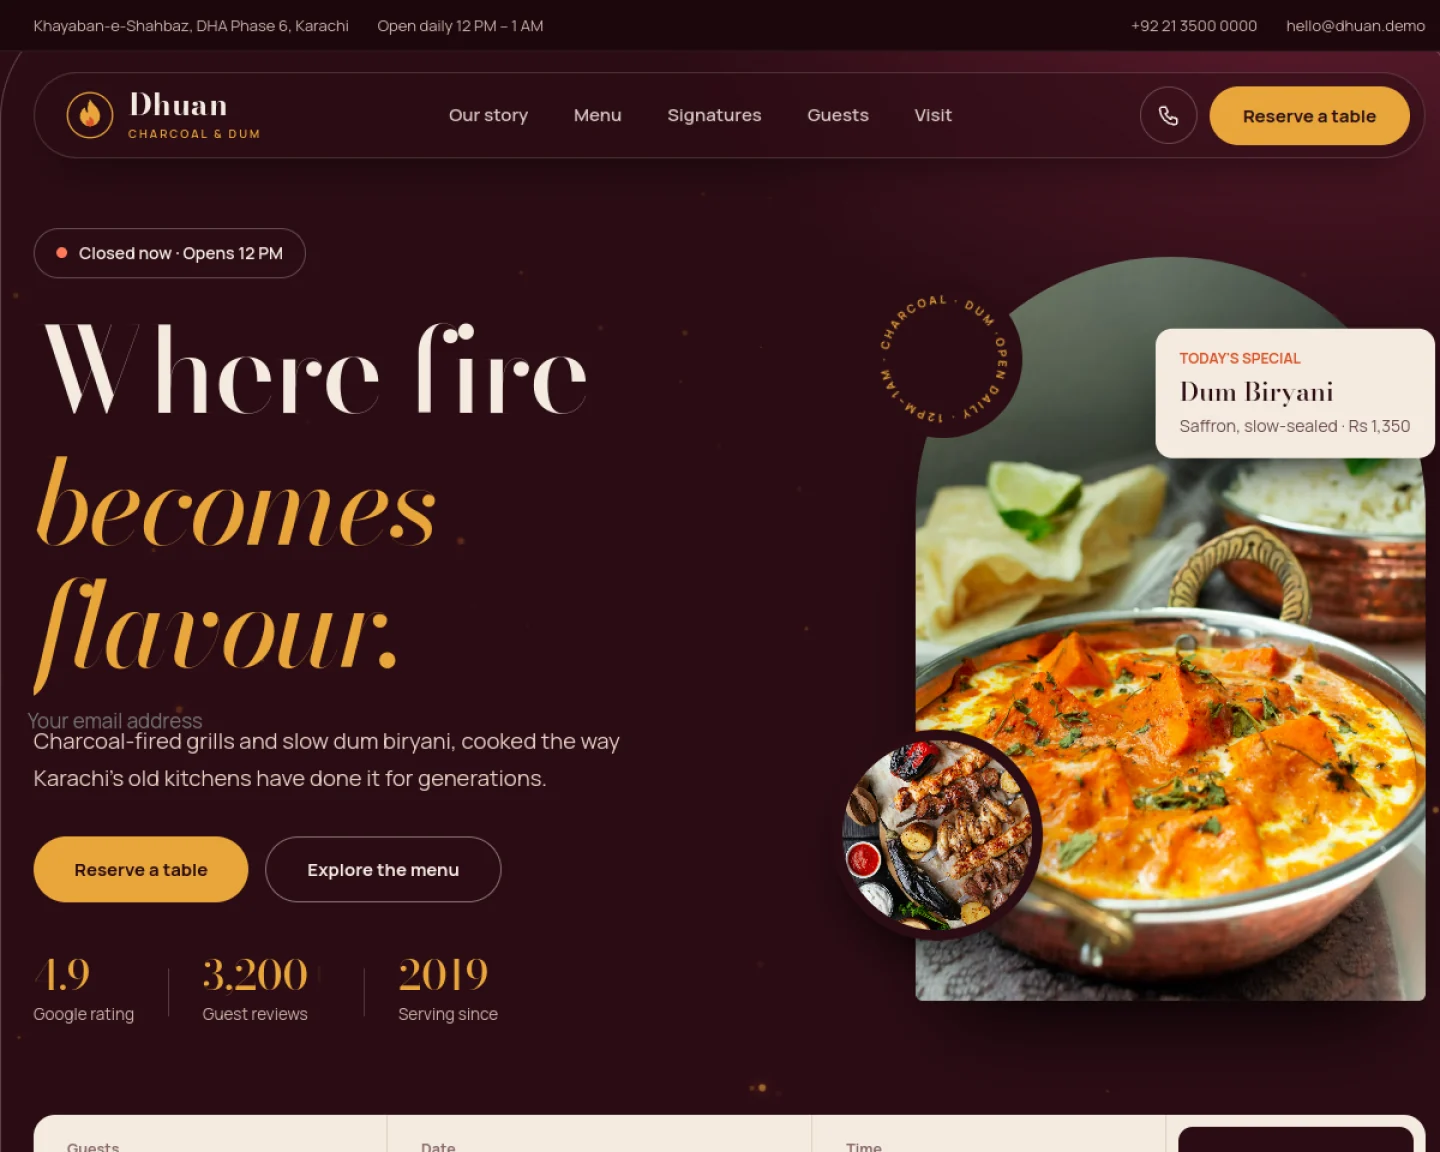 Khayaban-e-Shahbaz, DHA Phase 6, Karachi
Open daily 12 PM – 1 AM
+92 21 3500 0000
hello@dhuan.demo
Dhuan
CHARCOAL & DUM
Our story
Menu
Signatures
Guests
Visit
Reserve a table
Closed now · Opens 12 PM
Where fire
becomes
flavour.
Your email address
Charcoal-fired grills and slow dum biryani, cooked the way
Karachi's old kitchens have done it for generations.
Reserve a table
Explore the menu
4.9
Google rating
3,200
Guest reviews
2019
Serving since
CHARCOAL · DUM · OPEN DAILY · 12PM–1AM ·
TODAY'S SPECIAL
Dum Biryani
Saffron, slow-sealed · Rs 1,350
Guests
Date
Time